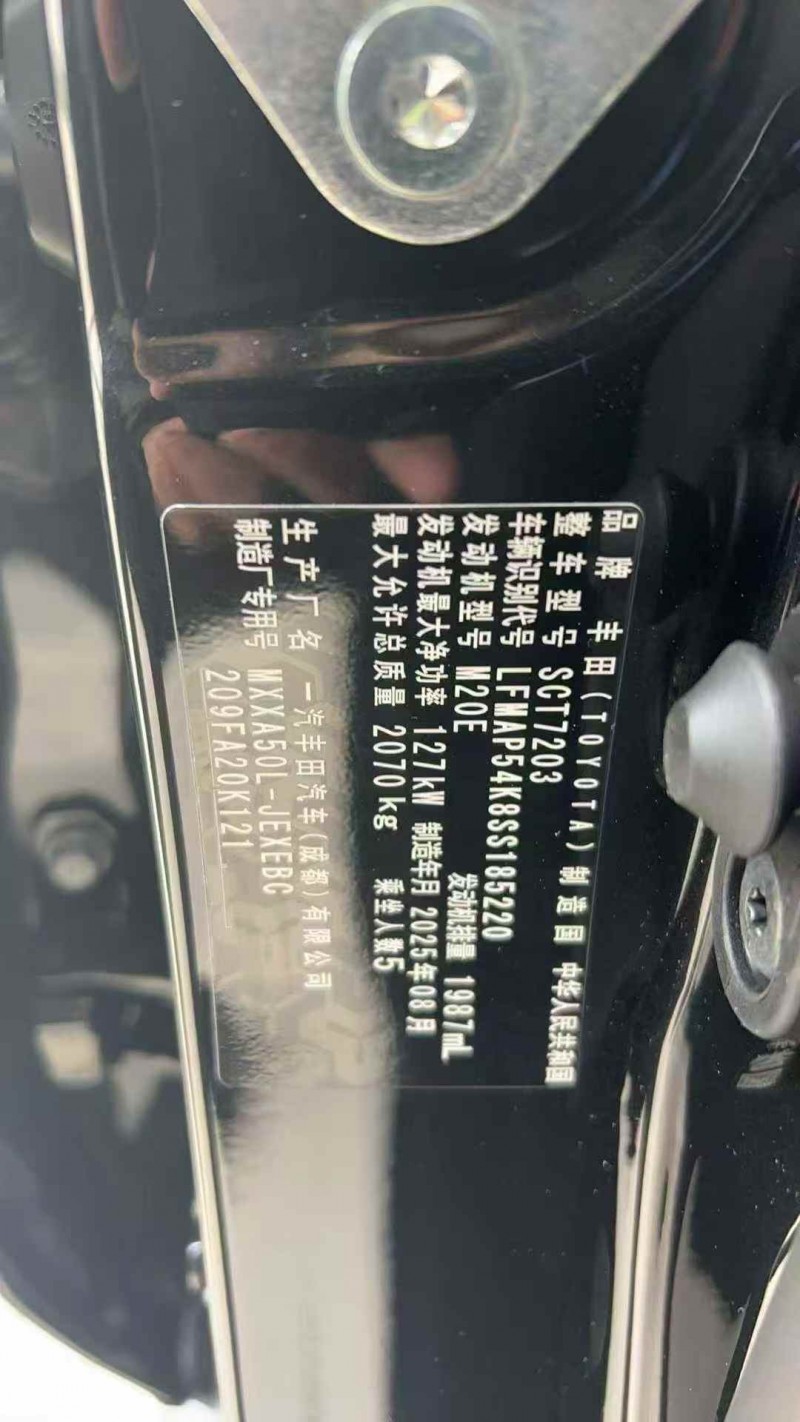 品牌 丰田(TOYOTA) 制造国 中华人民共和国
整车型号 SCT7203
车辆识别代号 LFMAP54K8SS185220
发动机型号 M20E 发动机排量 1987mL
发动机最大净功率 127kW 制造年月 2025年08月
最大允许总质量 2070kg 乘坐人数5
生产厂名 一汽丰田汽车(成都)有限公司
制造厂专用号 MXXA50L-JEXEBC
209FA20K121